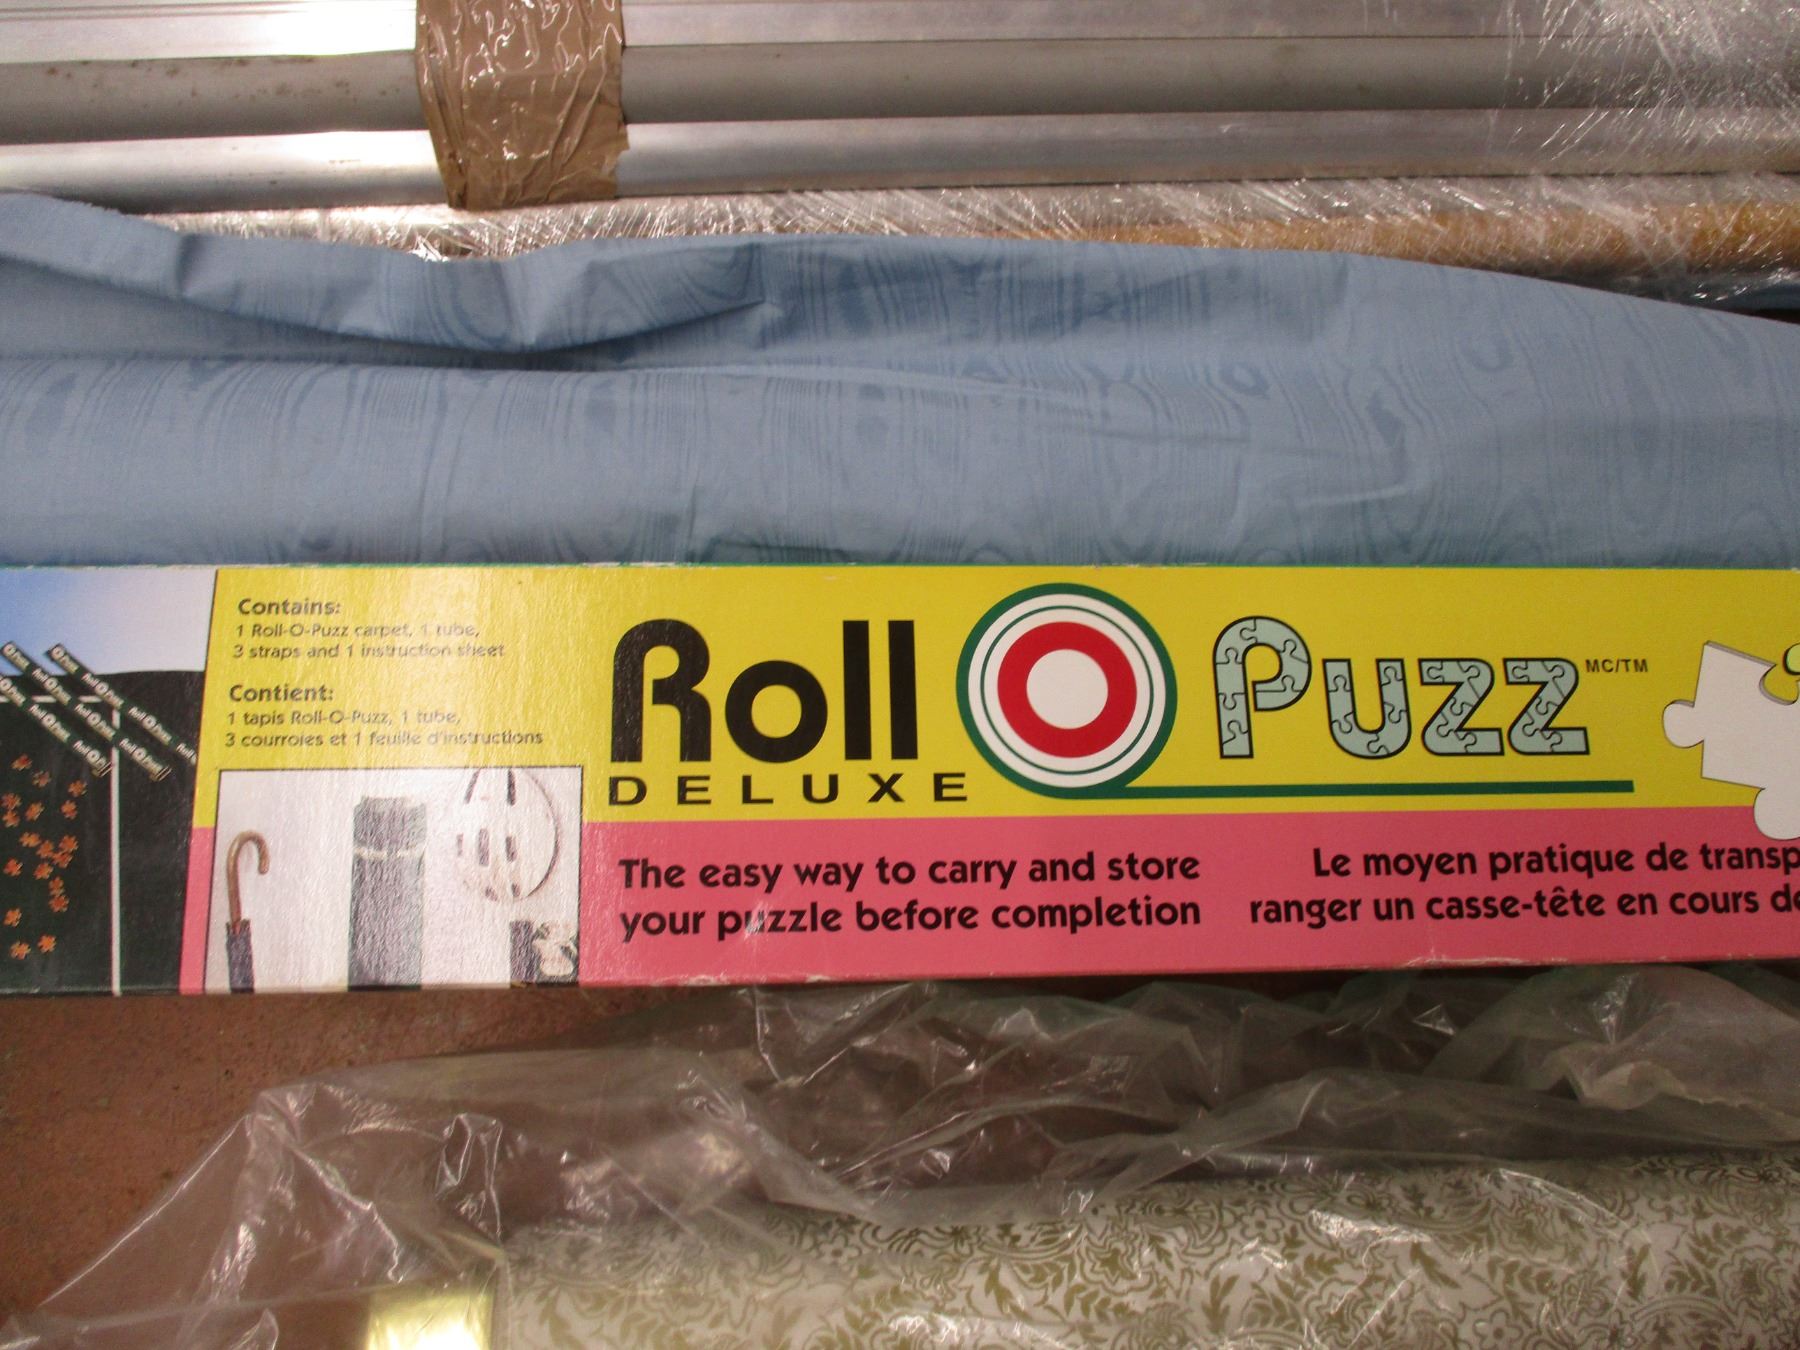 Contains:
1 Roll-O-Puzz carpet, 1 tube,
3 straps and 1 instruction sheet
Contient:
1 tapis Roll-O-Puzz, 1 tube,
3 courroies et 1 feuille d'instructions
Roll O Puzz MC/TM
DELUXE
The easy way to carry and store
your puzzle before completion
Le moyen pratique de transp
ranger un casse-tête en cours de